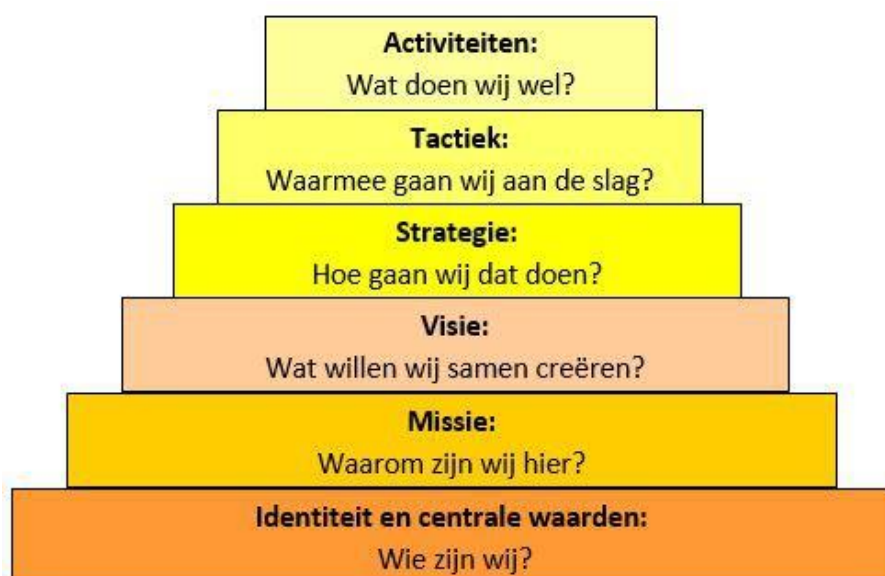 Activiteiten:
Wat doen wij wel?
Tactiek:
Waarmee gaan wij aan de slag?
Strategie:
Hoe gaan wij dat doen?
Visie:
Wat willen wij samen creëren?
Missie:
Waarom zijn wij hier?
Identiteit en centrale waarden:
Wie zijn wij?